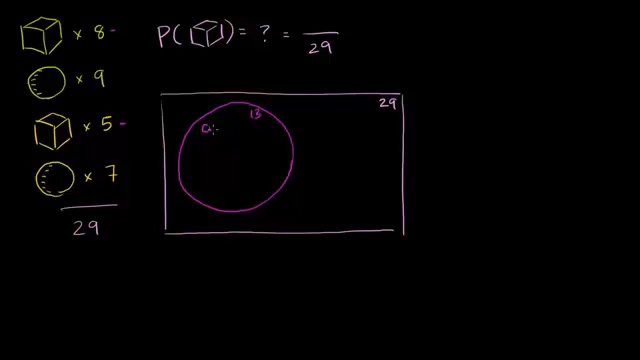 × 8 -
P( ) = ? = 
29
× 9
29
13
× 5 -
× 7
29